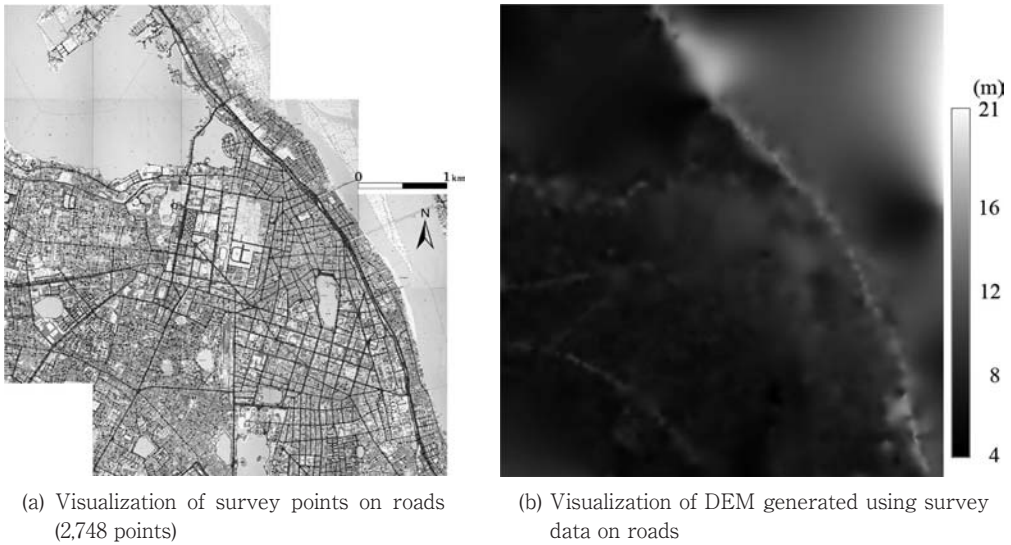 0 1 km
N
(m)
21
16
12
8
4
(a) Visualization of survey points on roads
(2,748 points)
(b) Visualization of DEM generated using survey
data on roads